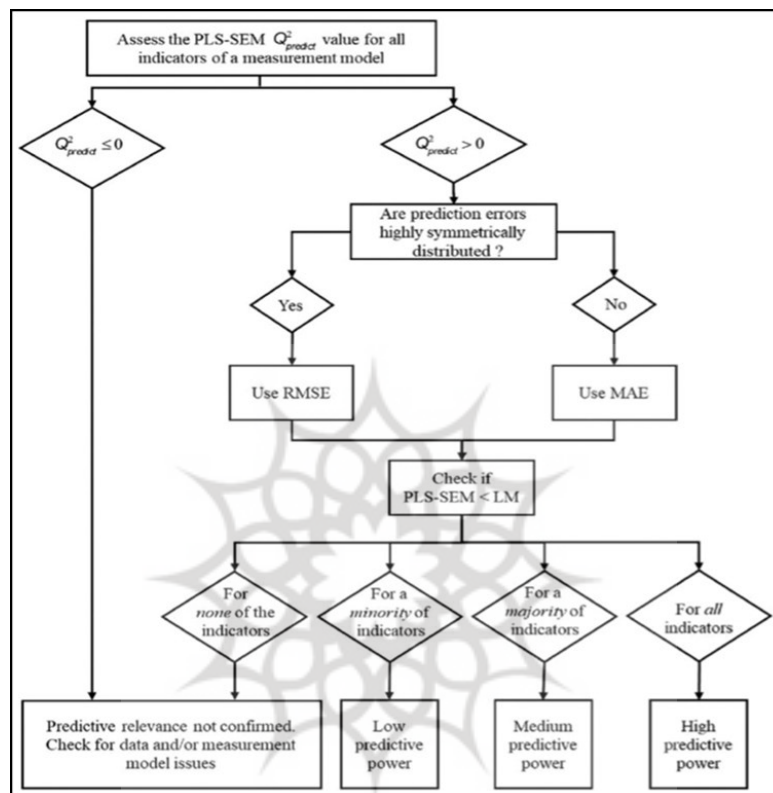 Assess the PLS-SEM Q²predict value for all
indicators of a measurement model
Q²predict ≤ 0
Q²predict > 0
Are prediction errors
highly symmetrically
distributed ?
Yes
No
Use RMSE
Use MAE
Check if
PLS-SEM < LM
For
none of the
indicators
For a
minority of
indicators
For a
majority of
indicators
For all
indicators
Predictive relevance not confirmed.
Check for data and/or measurement
model issues
Low
predictive
power
Medium
predictive
power
High
predictive
power